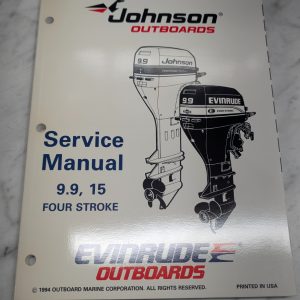 Johnson
OUTBOARDS
9.9
9.9
EVINRUDE
Service
Manual
9.9, 15
FOUR STROKE
EVINRUDE
OUTBOARDS
© 1994 OUTBOARD MARINE CORPORATION. ALL RIGHTS RESERVED.
PRINTED IN USA